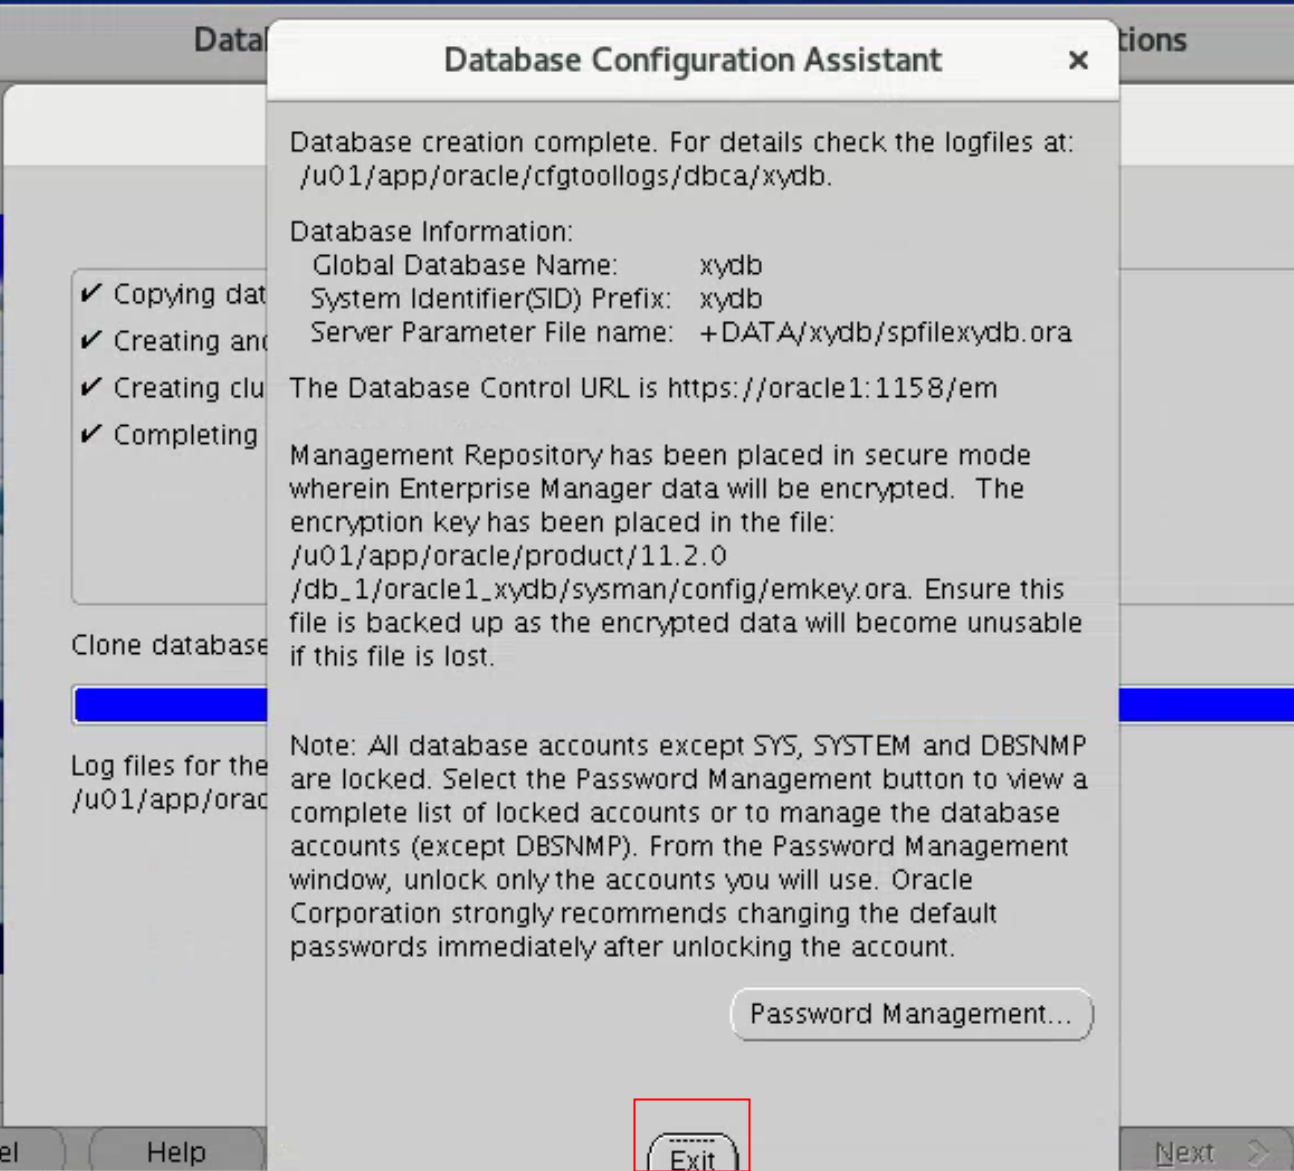 Database Configuration Assistant
tions
Database creation complete. For details check the logfiles at:
/u01/app/oracle/cfgtoollogs/dbca/xydb.
Database Information:
Global Database Name: xydb
System Identifier(SID) Prefix: xydb
Server Parameter File name: +DATA/xydb/spfilexydb.ora
The Database Control URL is https://oracle1:1158/em
Management Repository has been placed in secure mode
wherein Enterprise Manager data will be encrypted. The
encryption key has been placed in the file:
/u01/app/oracle/product/11.2.0
/db_1/oracle1_xydb/sysman/config/emkey.ora. Ensure this
file is backed up as the encrypted data will become unusable
if this file is lost.
Note: All database accounts except SYS, SYSTEM and DBSNMP
are locked. Select the Password Management button to view a
complete list of locked accounts or to manage the database
accounts (except DBSNMP). From the Password Management
window, unlock only the accounts you will use. Oracle
Corporation strongly recommends changing the default
passwords immediately after unlocking the account.
Password Management...
Exit
Datal
✔ Copying dat
✔ Creating and
✔ Creating clu
✔ Completing
Clone database
Log files for the
/u01/app/orac
el
Help
Next